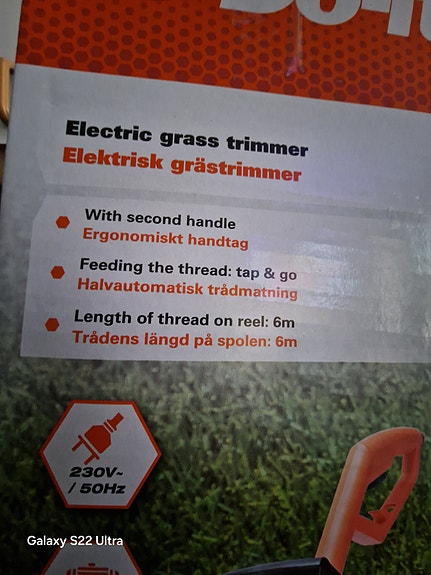 Electric grass trimmer
Elektrisk grästrimmer
With second handle
Ergonomiskt handtag
Feeding the thread: tap & go
Halvautomatisk trådmatning
Length of thread on reel: 6m
Trådens längd på spolen: 6m
230V~
/ 50Hz
Galaxy S22 Ultra